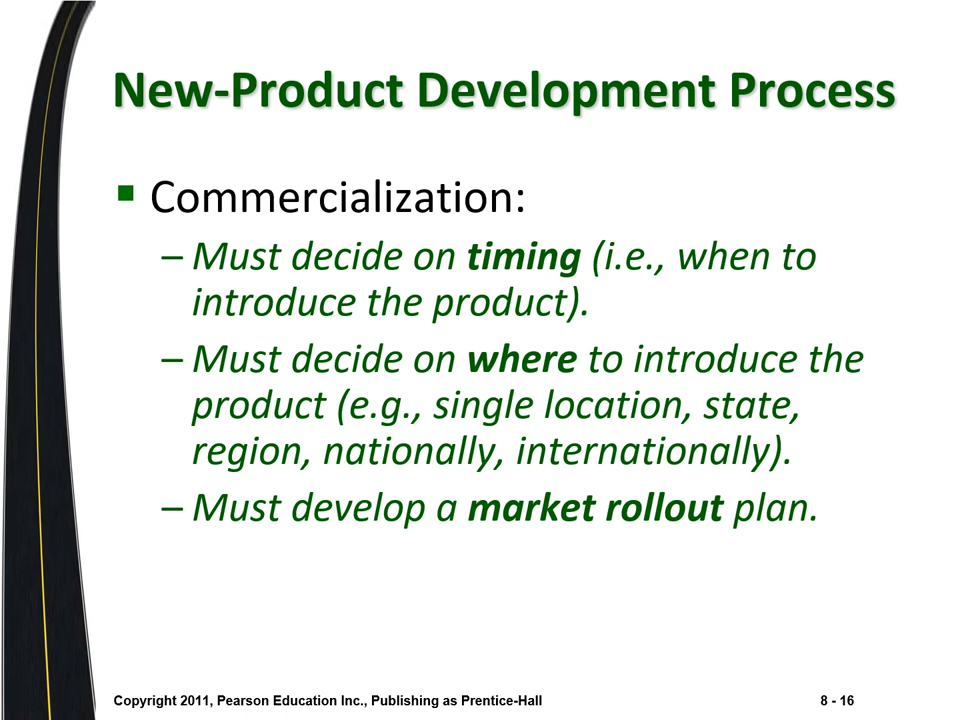 New-Product Development Process
▪ Commercialization:
– Must decide on timing (i.e., when to
introduce the product).
– Must decide on where to introduce the
product (e.g., single location, state,
region, nationally, internationally).
– Must develop a market rollout plan.
Copyright 2011, Pearson Education Inc., Publishing as Prentice-Hall
8 - 16